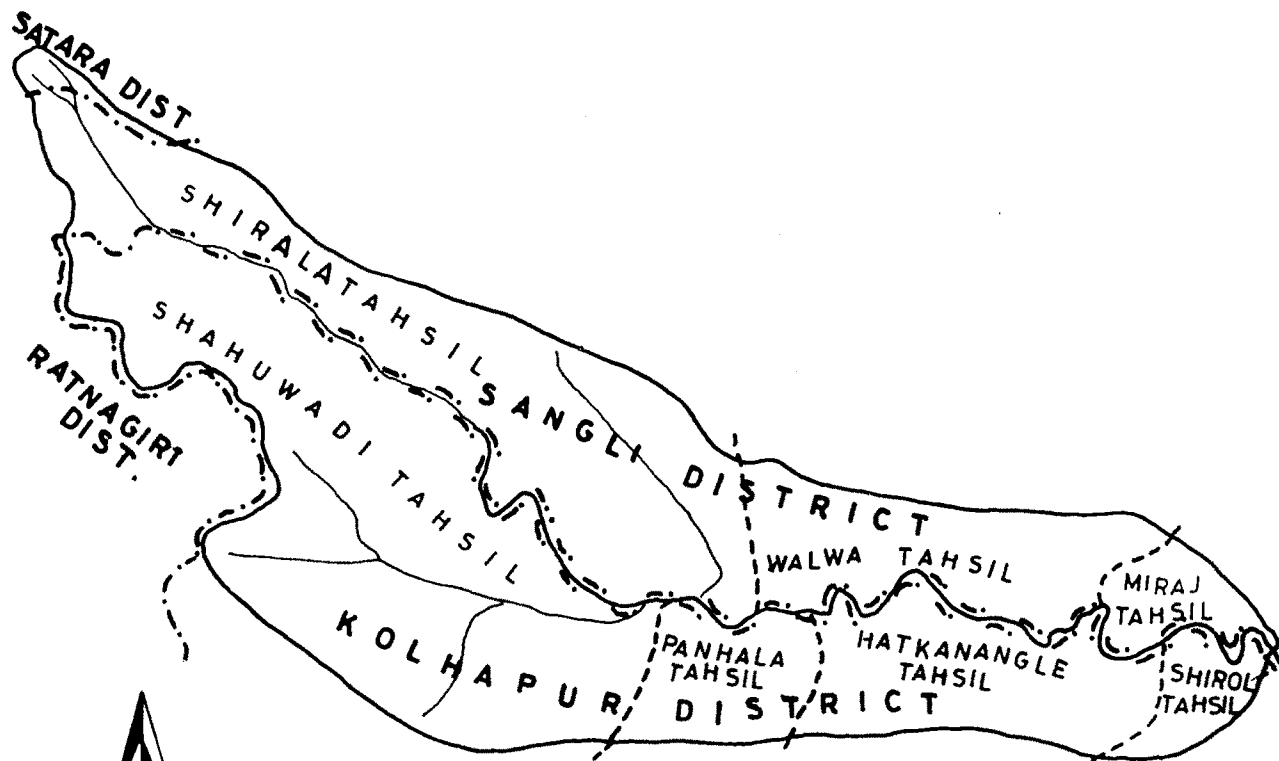 SATARA DIST.
SHIRALA TAHSIL
SHAHUWADI TAHSIL
RATNAGIRI
DIST.
SANGLI DISTRICT
WALWA TAHSIL
MIRAJ
TAHSIL
KOLHAPUR DISTRICT
PANHALA
TAHSIL
HATKANANGLE
TAHSIL
SHIROL
TAHSIL